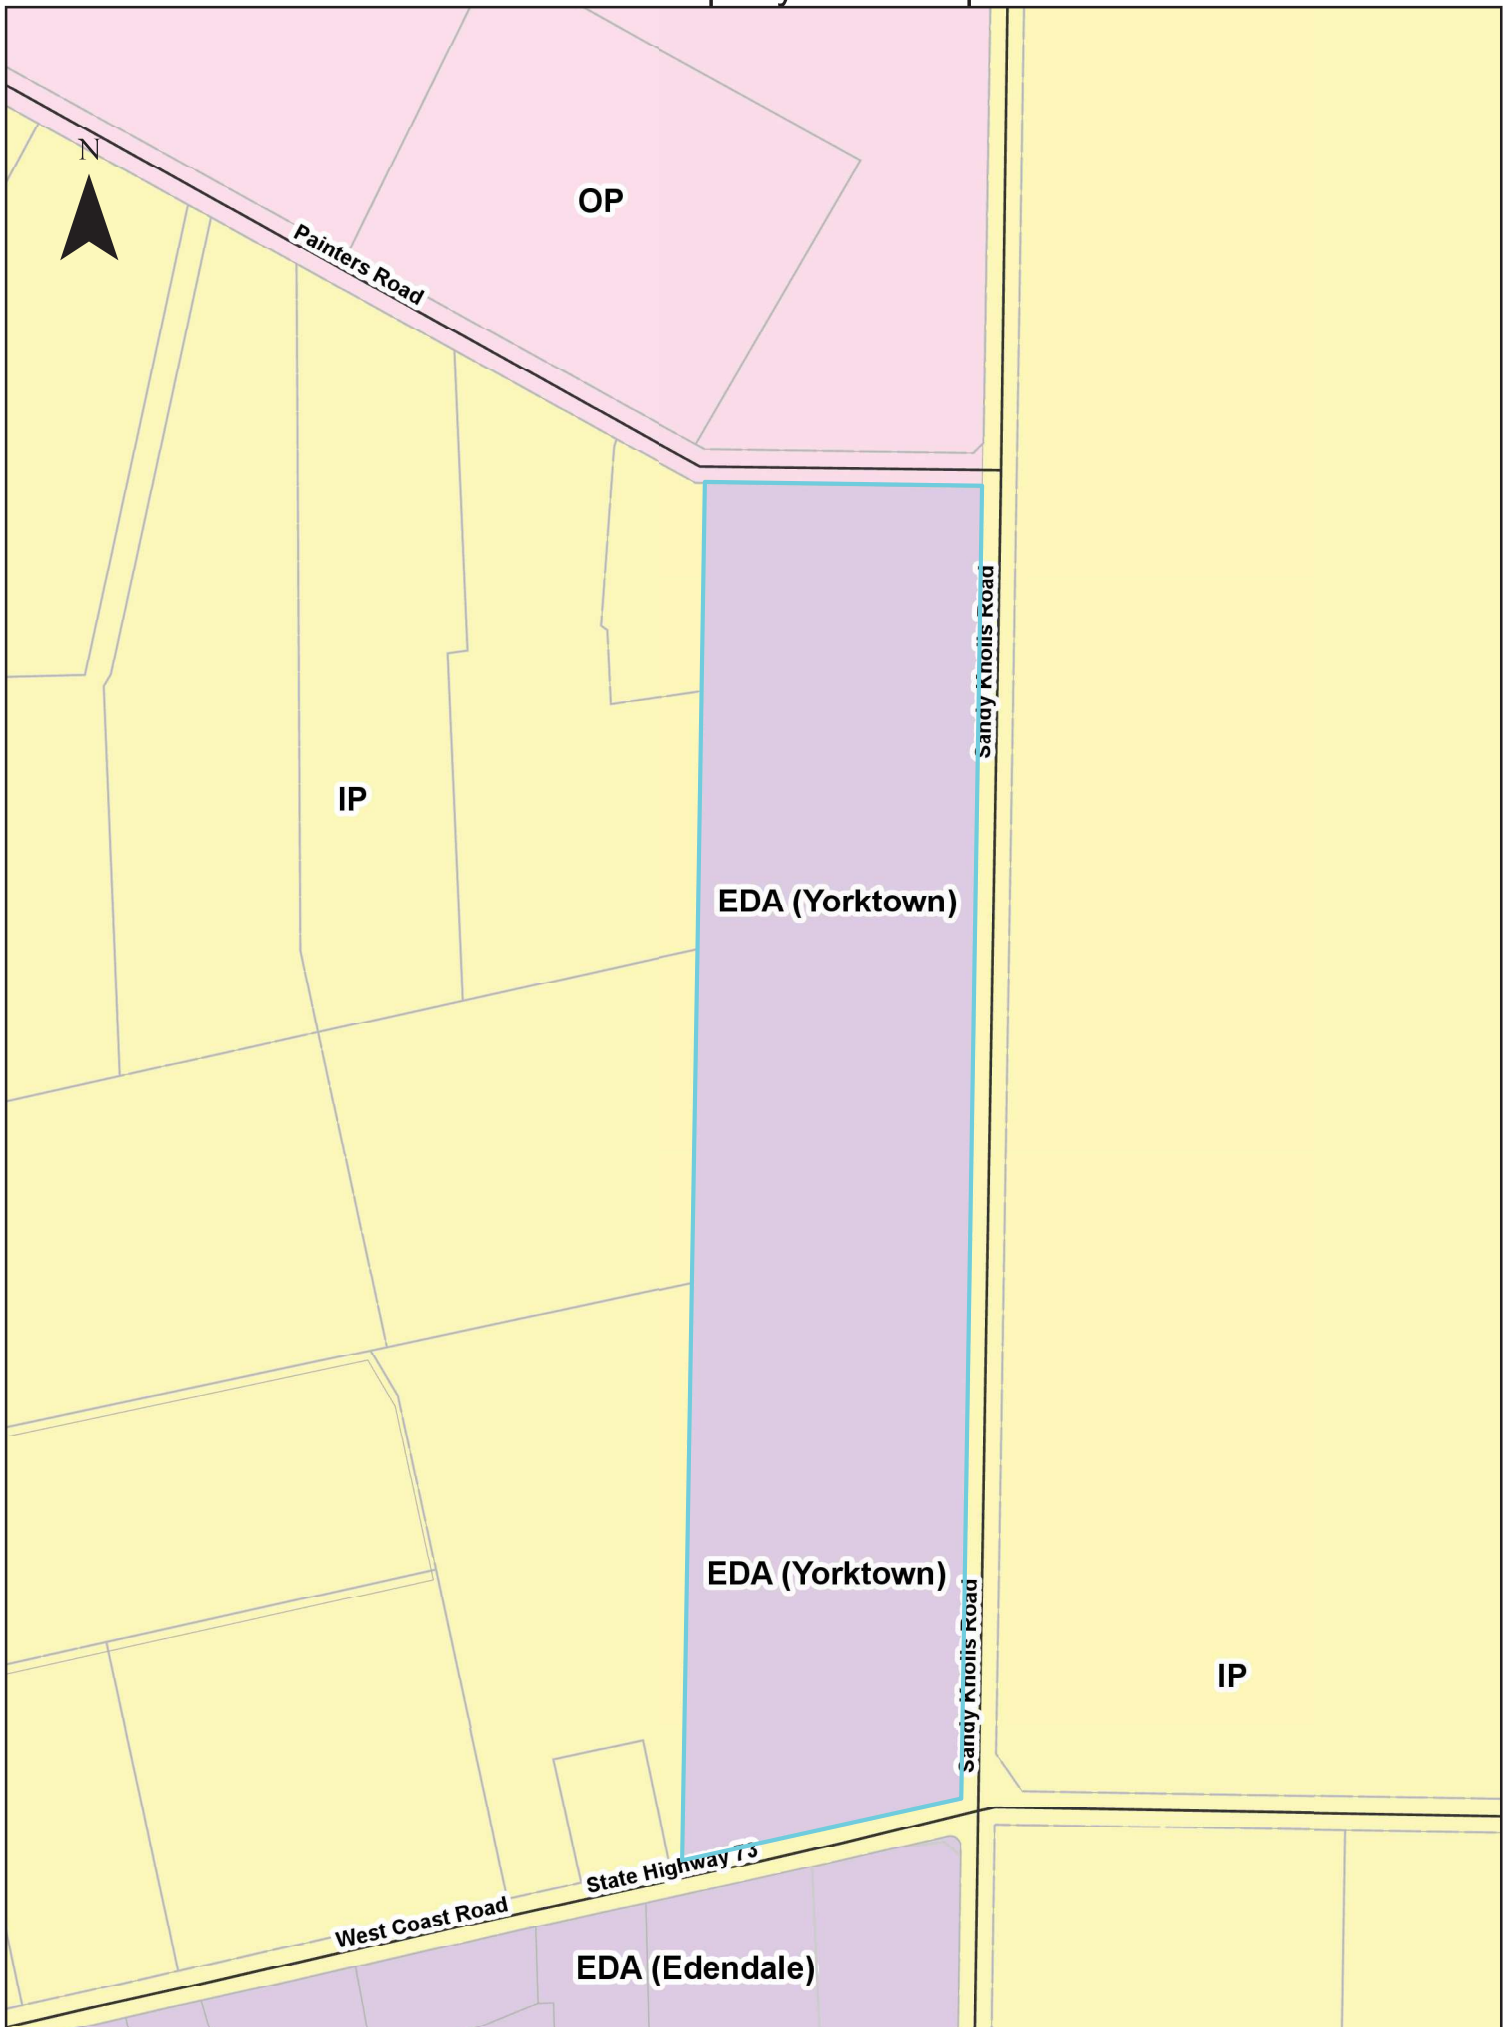 N
OP
Painters Road
Sandy Knolls Road
IP
EDA (Yorktown)
EDA (Yorktown)
Sandy Knolls Road
IP
State Highway 73
West Coast Road
EDA (Edendale)